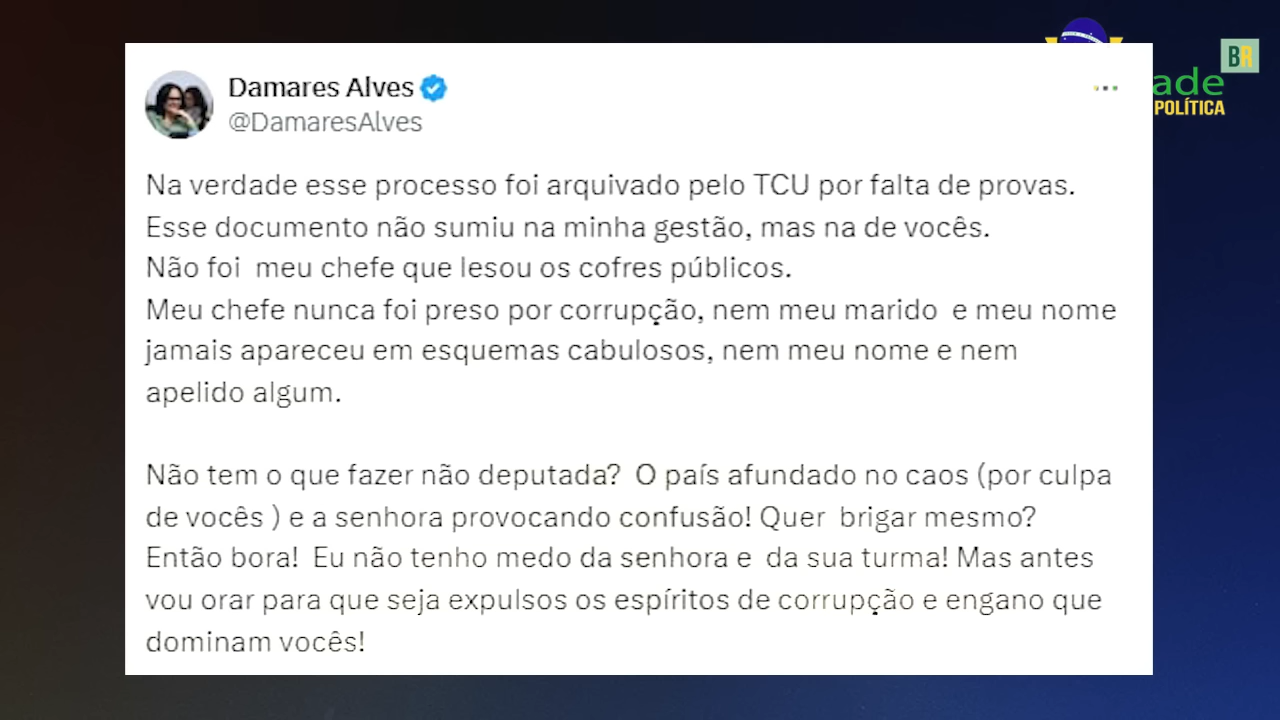 Damares Alves
@DamaresAlves
BR
ade
POLÍTICA
Na verdade esse processo foi arquivado pelo TCU por falta de provas.
Esse documento não sumiu na minha gestão, mas na de vocês.
Não foi  meu chefe que lesou os cofres públicos.
Meu chefe nunca foi preso por corrupção, nem meu marido  e meu nome
jamais apareceu em esquemas cabulosos, nem meu nome e nem
apelido algum.
Não tem o que fazer não deputada?  O país afundado no caos (por culpa
de vocês ) e a senhora provocando confusão! Quer  brigar mesmo?
Então bora!  Eu não tenho medo da senhora e  da sua turma! Mas antes
vou orar para que seja expulsos os espíritos de corrupção e engano que
dominam vocês!